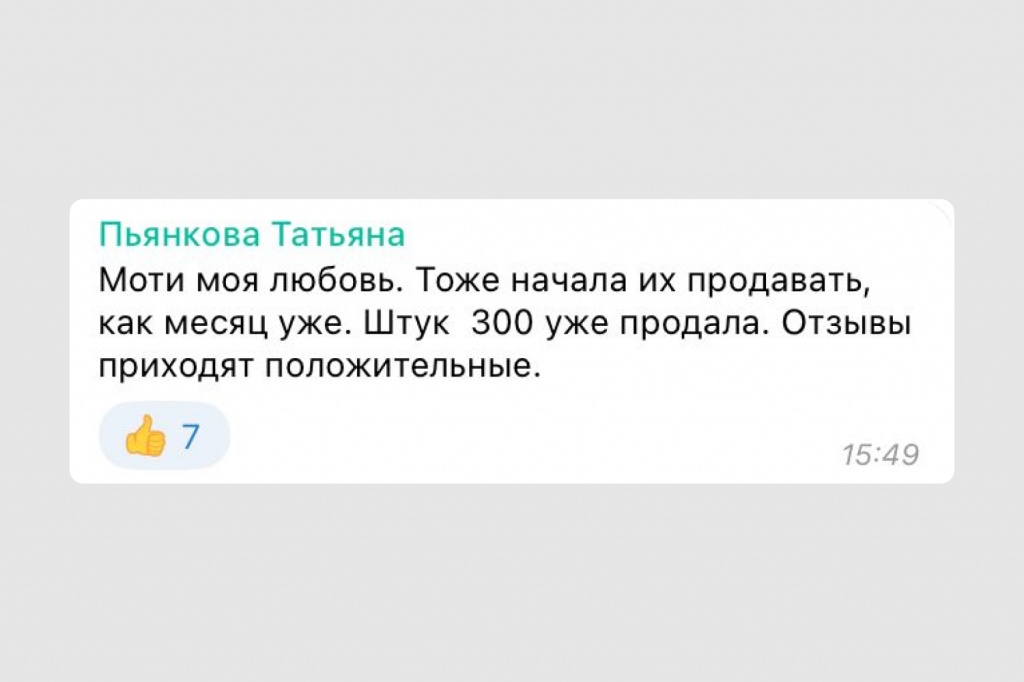 Пьянкова Татьяна
Моти моя любовь. Тоже начала их продавать,
как месяц уже. Штук  300 уже продала. Отзывы
приходят положительные.
👍 7
15:49